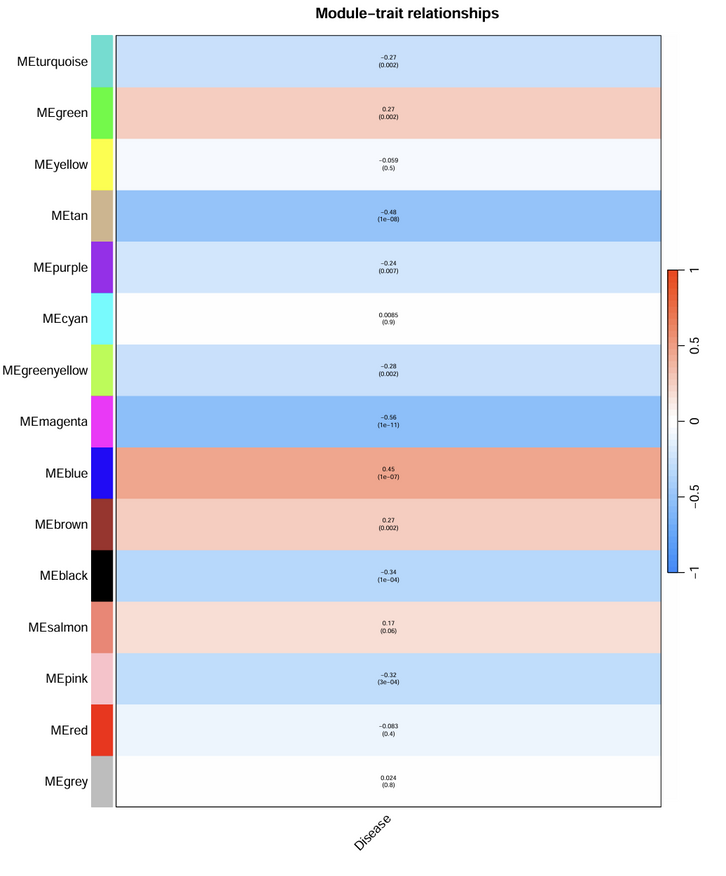 Module−trait relationships
MEturquoise
−0.27
(0.002)
MEgreen
0.27
(0.002)
MEyellow
−0.059
(0.5)
MEtan
−0.48
(1e−08)
MEpurple
−0.24
(0.007)
MEcyan
0.0085
(0.9)
MEgreenyellow
−0.28
(0.002)
MEmagenta
−0.56
(1e−11)
MEblue
0.45
(1e−07)
MEbrown
0.27
(0.002)
MEblack
−0.34
(1e−04)
MEsalmon
0.17
(0.06)
MEpink
−0.32
(3e−04)
MEred
−0.083
(0.4)
MEgrey
0.024
(0.8)
Disease
1
0.5
0
−0.5
−1